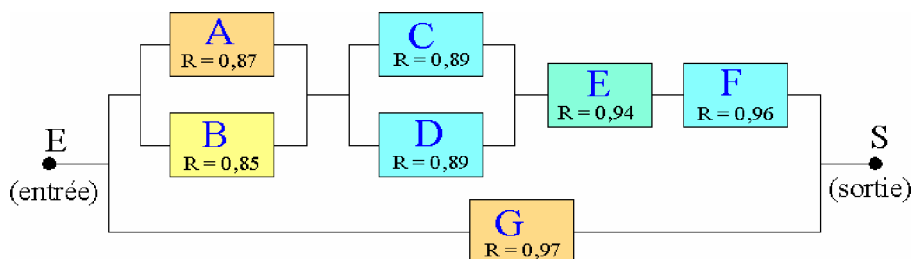 A
R = 0,87
C
R = 0,89
E
R = 0,94
F
R = 0,96
B
R = 0,85
D
R = 0,89
E
(entrée)
S
(sortie)
G
R = 0,97